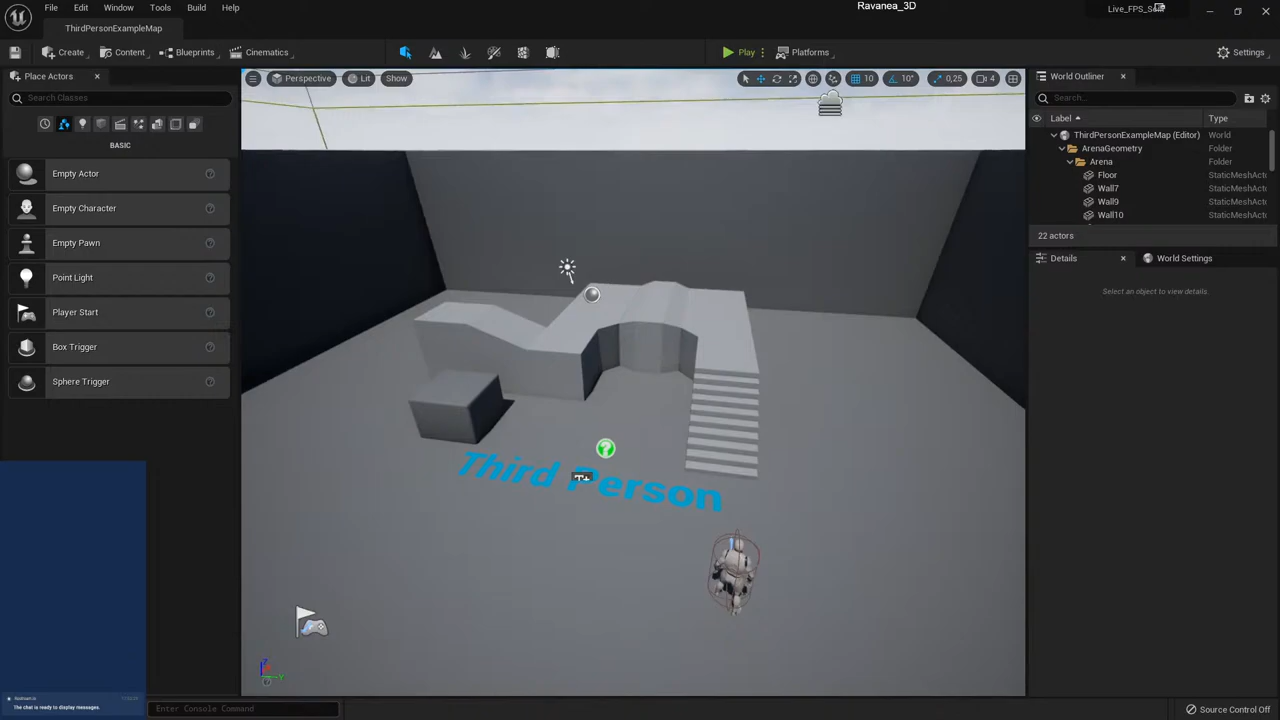 File Edit Window Tools Build Help
Ravanea_3D
ThirdPersonExampleMap
Create Content Blueprints Cinematics Play Platforms Settings
Place Actors
Search Classes
BASIC
Empty Actor
Empty Character
Empty Pawn
Point Light
Player Start
Box Trigger
Sphere Trigger
Perspective Lit Show 10 10° 0,25 4
Third Person
World Outliner
Search...
Label Type
ThirdPersonExampleMap (Editor) World
ArenaGeometry Folder
Arena Folder
Floor StaticMeshActo
Wall7 StaticMeshActo
Wall9 StaticMeshActo
Wall10 StaticMeshActo
22 actors
Details World Settings
Select an object to view details.
The chat is ready to display messages.
Enter Console Command
Source Control Off